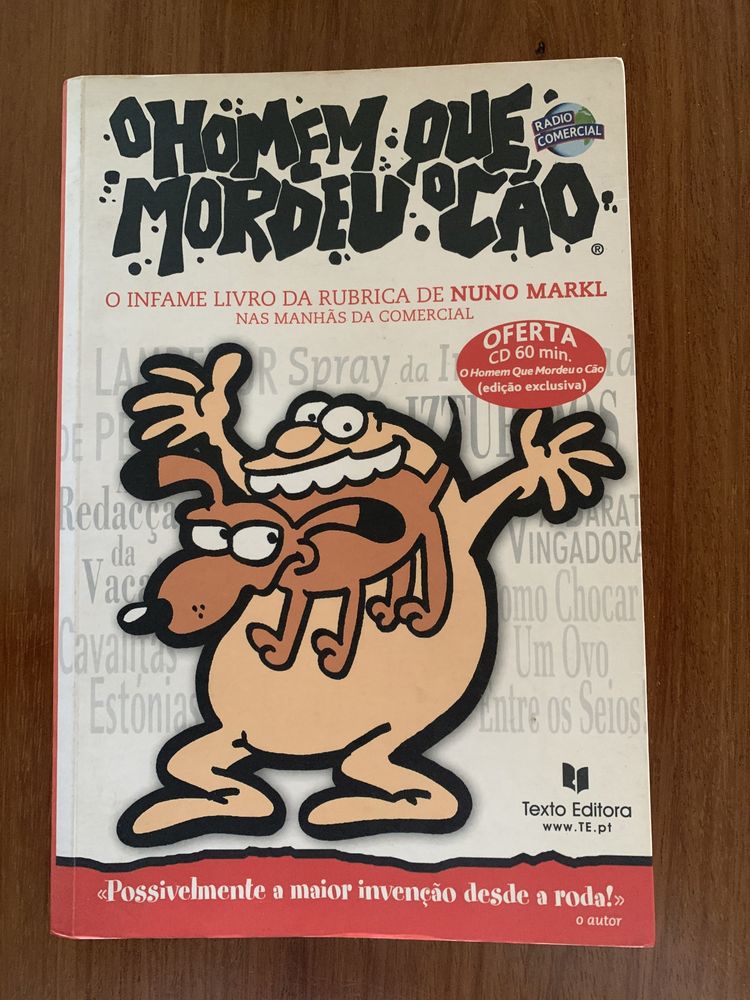 O HOMEM QUE
MORDEU O CÃO
®
RADIO
COMERCIAL
O INFAME LIVRO DA RUBRICA DE NUNO MARKL
NAS MANHÃS DA COMERCIAL
OFERTA
CD 60 min.
O Homem Que Mordeu o Cão
(edição exclusiva)
Spray da
DE
Redacçã
da
Vaca
VINGADORA
Cavalitas
Estónias
omo Chocar
Um Ovo
Entre os Seios!
Texto Editora
www.TE.pt
«Possivelmente a maior invenção desde a roda!»
o autor